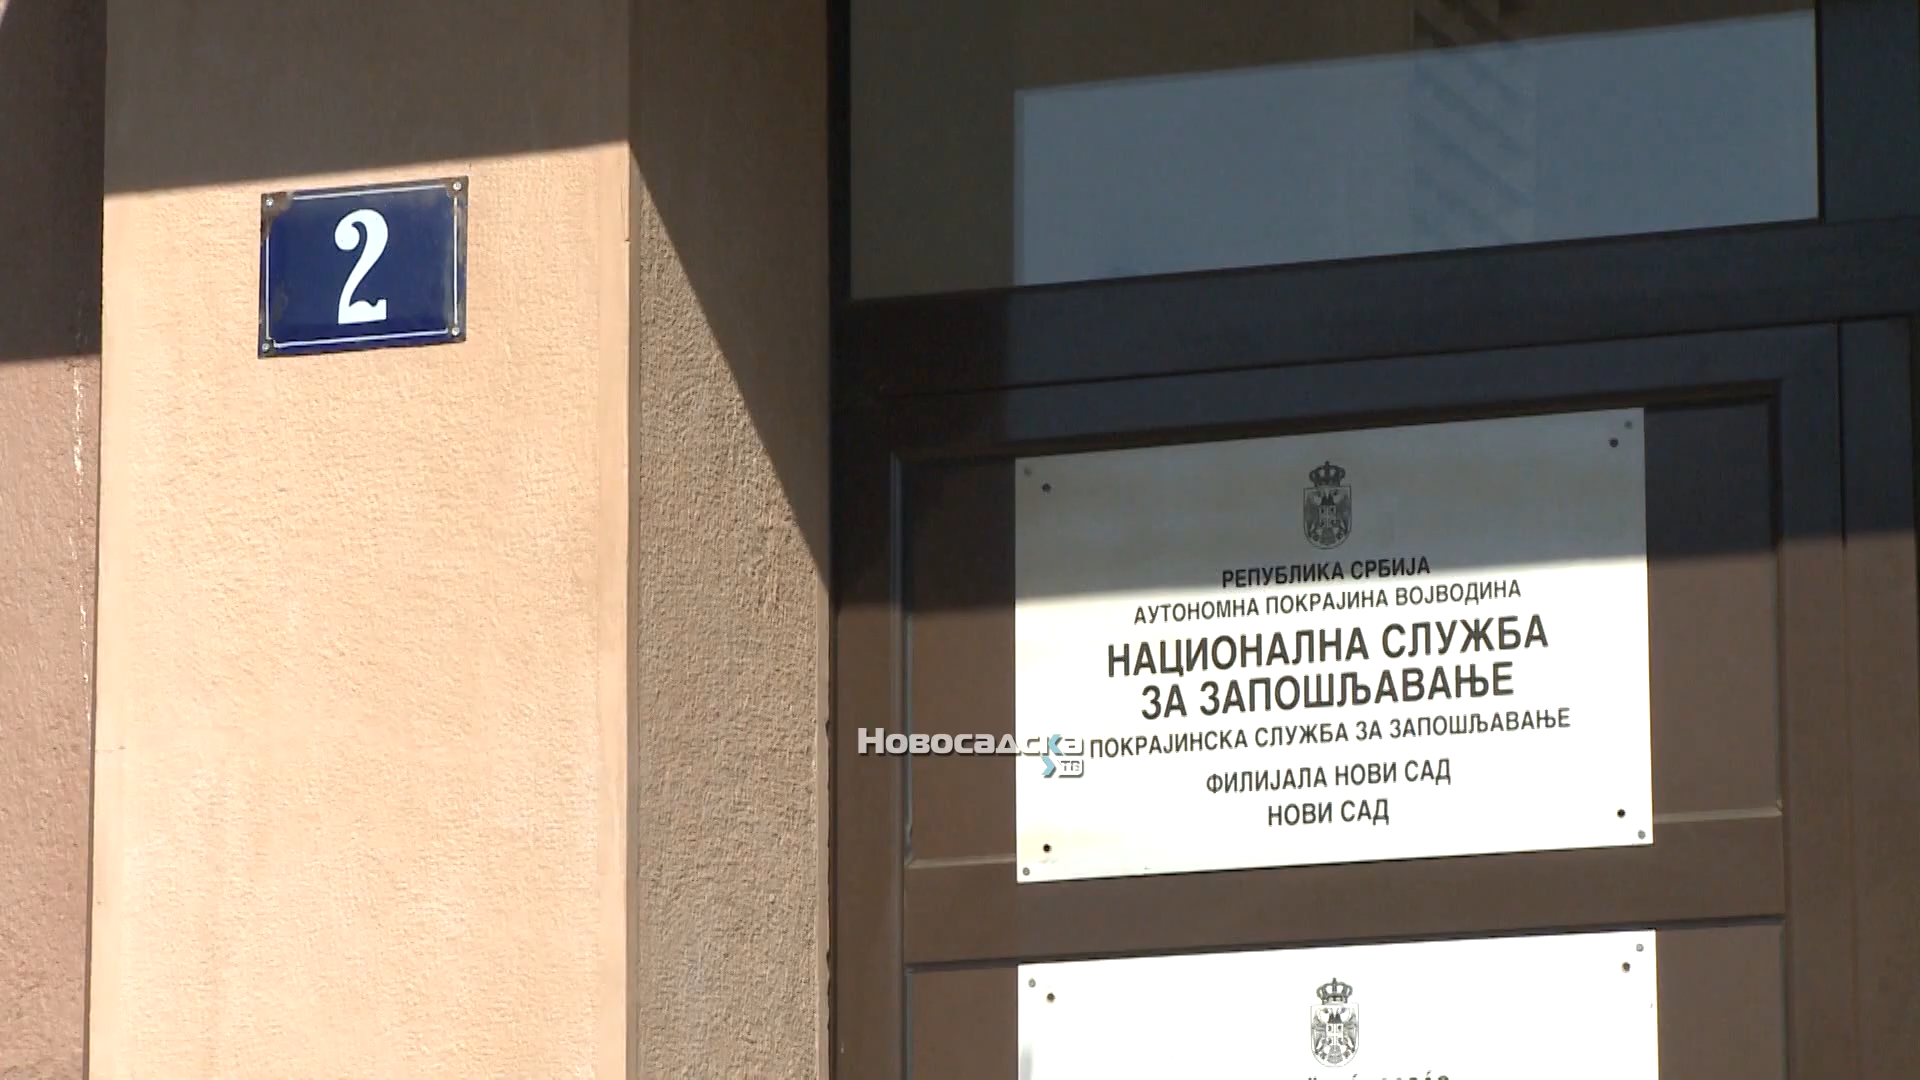 2
РЕПУБЛИКА СРБИЈА
АУТОНОМНА ПОКРАЈИНА ВОЈВОДИНА
НАЦИОНАЛНА СЛУЖБА
ЗА ЗАПОШЉАВАЊЕ
ПОКРАЈИНСКА СЛУЖБА ЗА ЗАПОШЉАВАЊЕ
ФИЛИЈАЛА НОВИ САД
НОВИ САД
Новосадска
ТВ